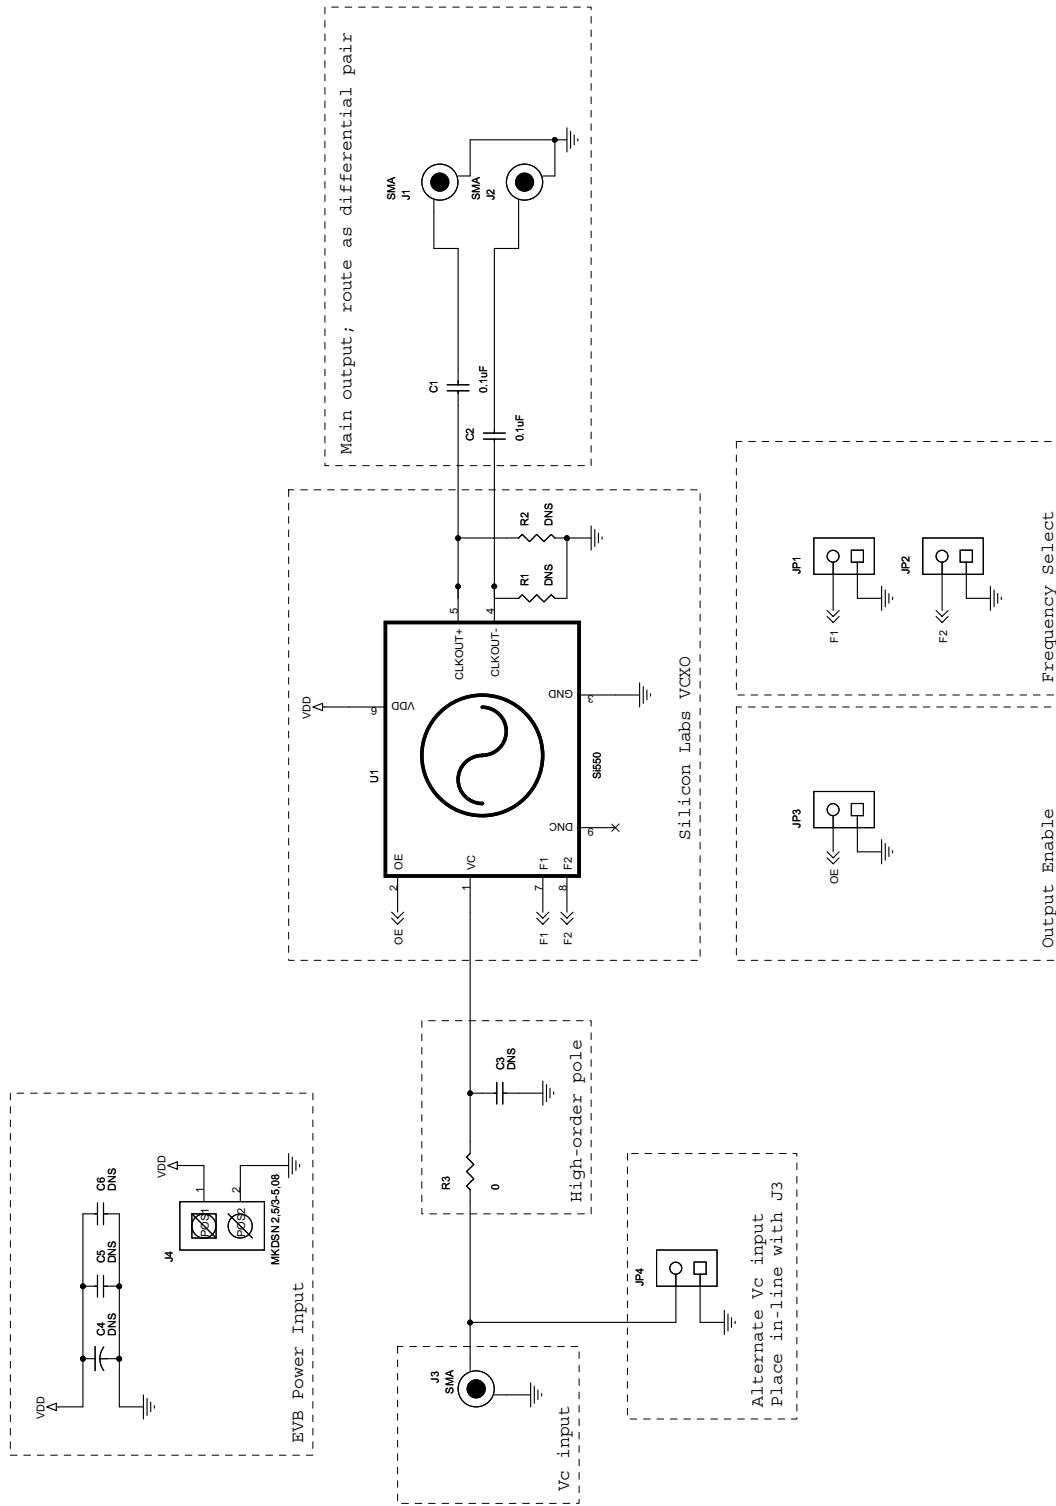 EVB Power Input
VDD
C4
DNS
C5
DNS
C6
DNS
J4
VDD
1
2
POS1
POS2
MKDSN 2,5/3-5,08
Vc input
J3
SMA
Alternate Vc input
Place in-line with J3
JP4
High-order pole
R3
0
C3
DNS
Silicon Labs VCXO
U1
Si550
VDD
6
VDD
OE
2
OE
1
VC
F1
7
F1
F2
8
F2
DNC
9
GND
3
CLKOUT+
5
CLKOUT-
4
R1
DNS
R2
DNS
Main output; route as differential pair
C1
0.1uF
C2
0.1uF
SMA
J1
SMA
J2
Output Enable
JP3
OE
Frequency Select
JP1
F1
JP2
F2